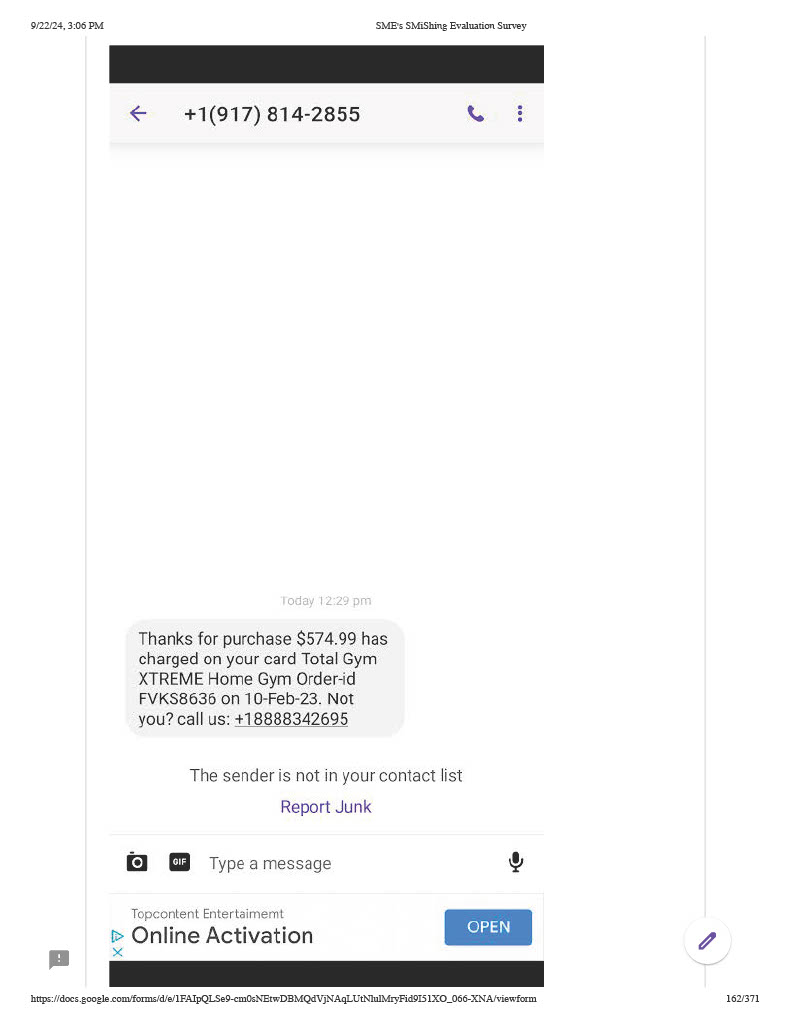 9/22/24, 3:06 PM
SME's SMiShing Evaluation Survey
+1(917) 814-2855
Today 12:29 pm
Thanks for purchase $574.99 has
charged on your card Total Gym
XTREME Home Gym Order-id
FVKS8636 on 10-Feb-23. Not
you? call us: +18888342695
The sender is not in your contact list
Report Junk
GIF
Type a message
Topcontent Entertaimemt
Online Activation
OPEN
https://docs.google.com/forms/d/e/1FAIpQLSe9-cm0sNEtwDBMQdVjNAqLUtNlulMryFid9I51XO_066-XNA/viewform
162/371